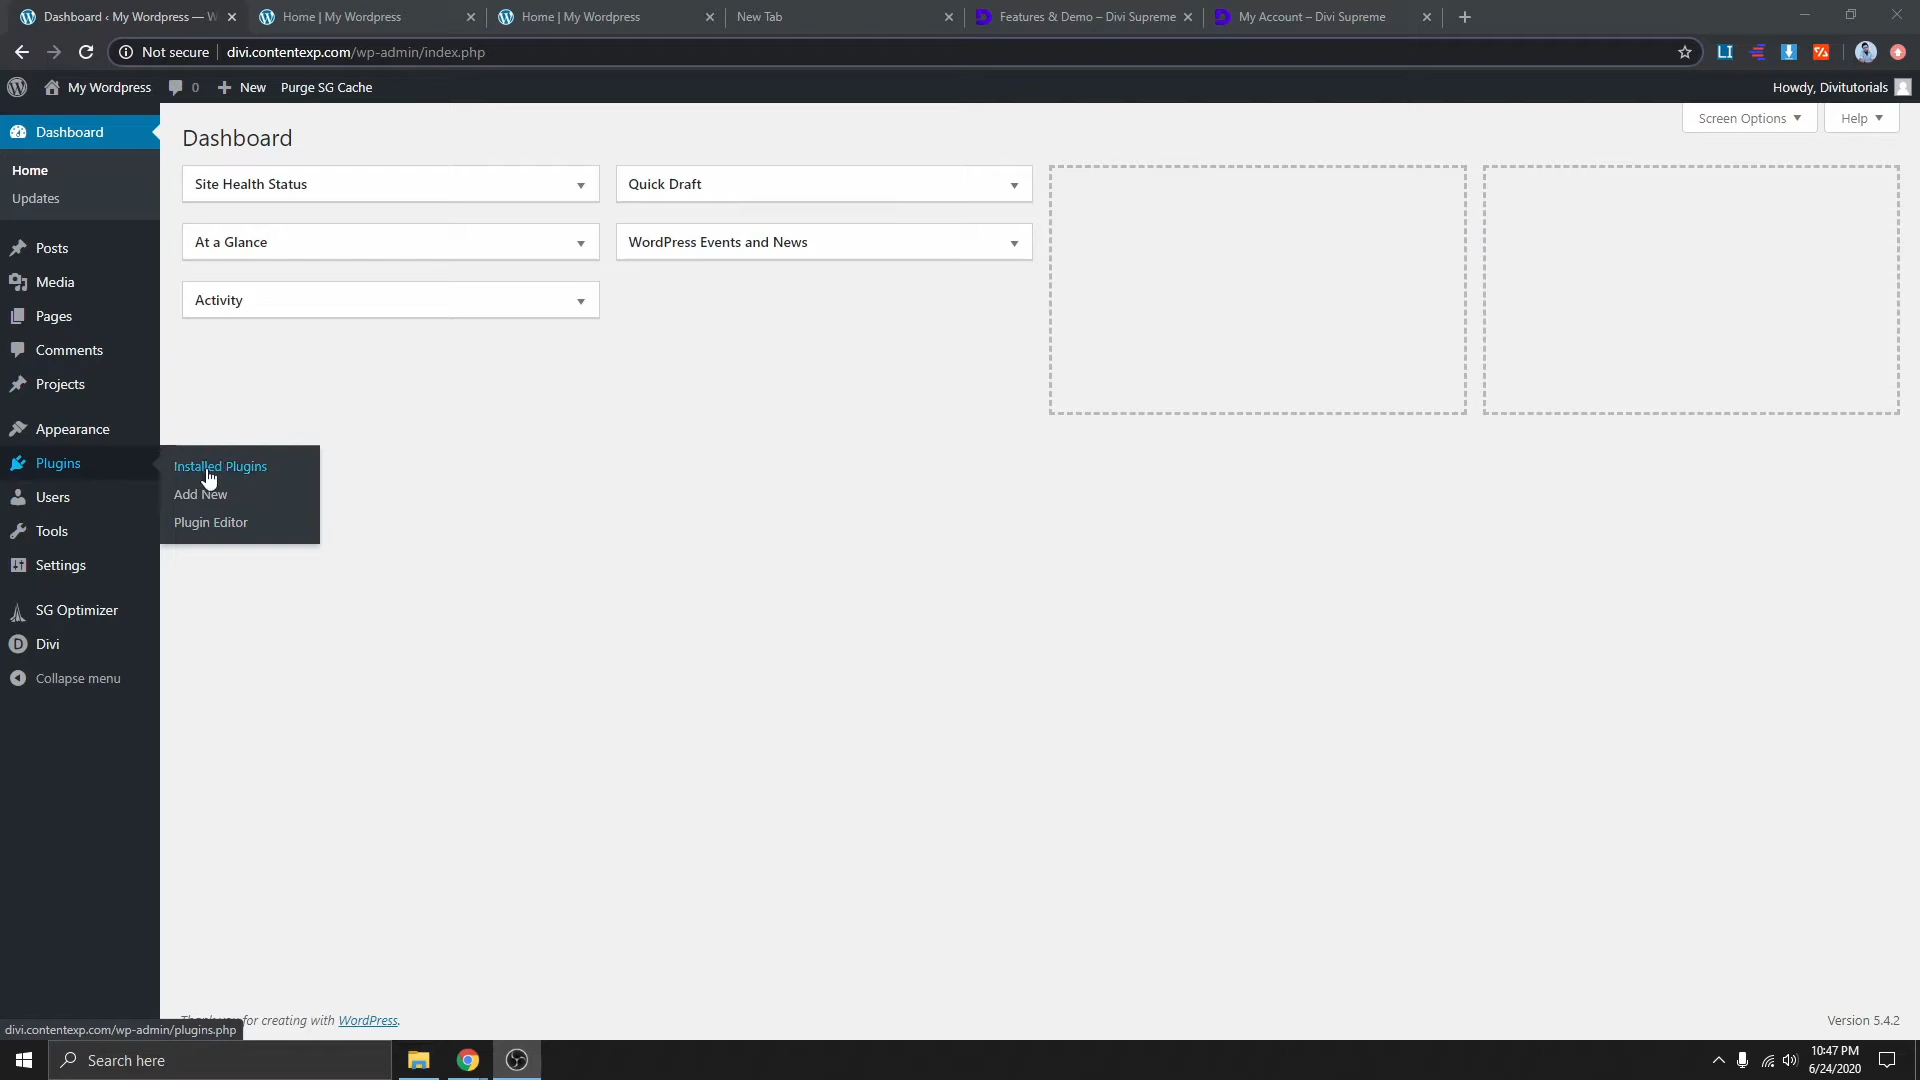 Dashboard ‹ My Wordpress — W
Home | My Wordpress
Home | My Wordpress
New Tab
Features & Demo – Divi Supreme
My Account – Divi Supreme
Not secure
divi.contentexp.com/wp-admin/index.php
LI
My Wordpress
0
New
Purge SG Cache
Howdy, Divitutorials
Dashboard
Home
Updates
Posts
Media
Pages
Comments
Projects
Appearance
Plugins
Users
Tools
Settings
SG Optimizer
D
Divi
Collapse menu
Installed Plugins
Add New
Plugin Editor
Screen Options
Help
Dashboard
Site Health Status
Quick Draft
At a Glance
WordPress Events and News
Activity
for creating with WordPress.
Version 5.4.2
divi.contentexp.com/wp-admin/plugins.php
Search here
10:47 PM
6/24/2020